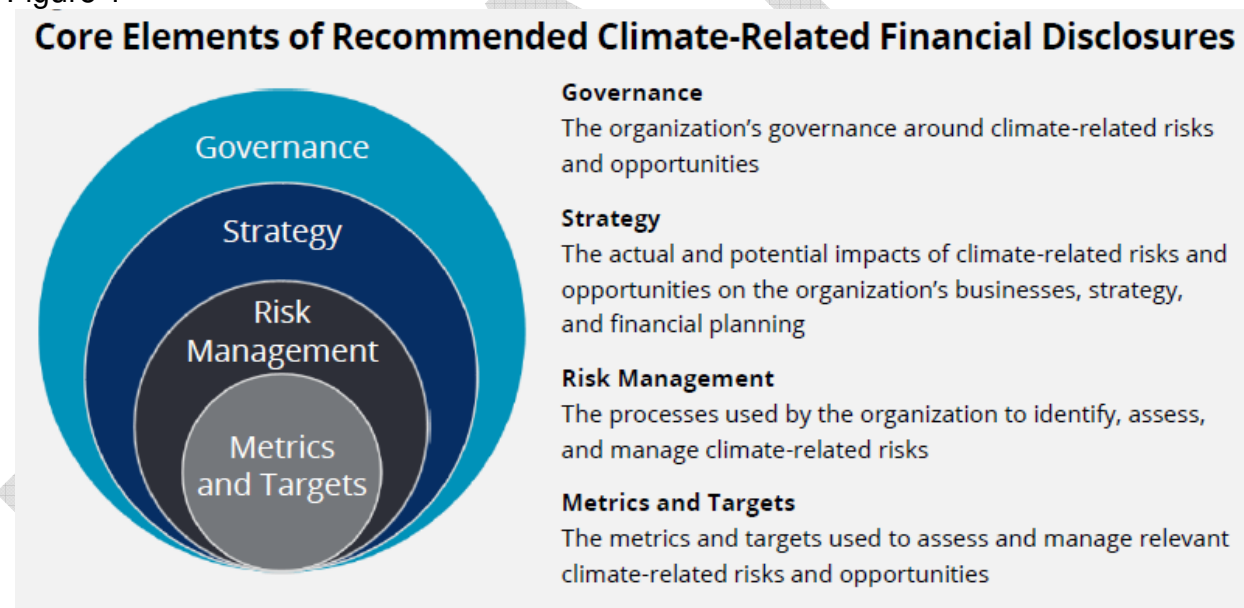 Figure
Core Elements of Recommended Climate-Related Financial Disclosures
Governance
Strategy
Risk
Management
Metrics
and Targets
Governance
The organization’s governance around climate-related risks
and opportunities
Strategy
The actual and potential impacts of climate-related risks and
opportunities on the organization’s businesses, strategy,
and financial planning
Risk Management
The processes used by the organization to identify, assess,
and manage climate-related risks
Metrics and Targets
The metrics and targets used to assess and manage relevant
climate-related risks and opportunities